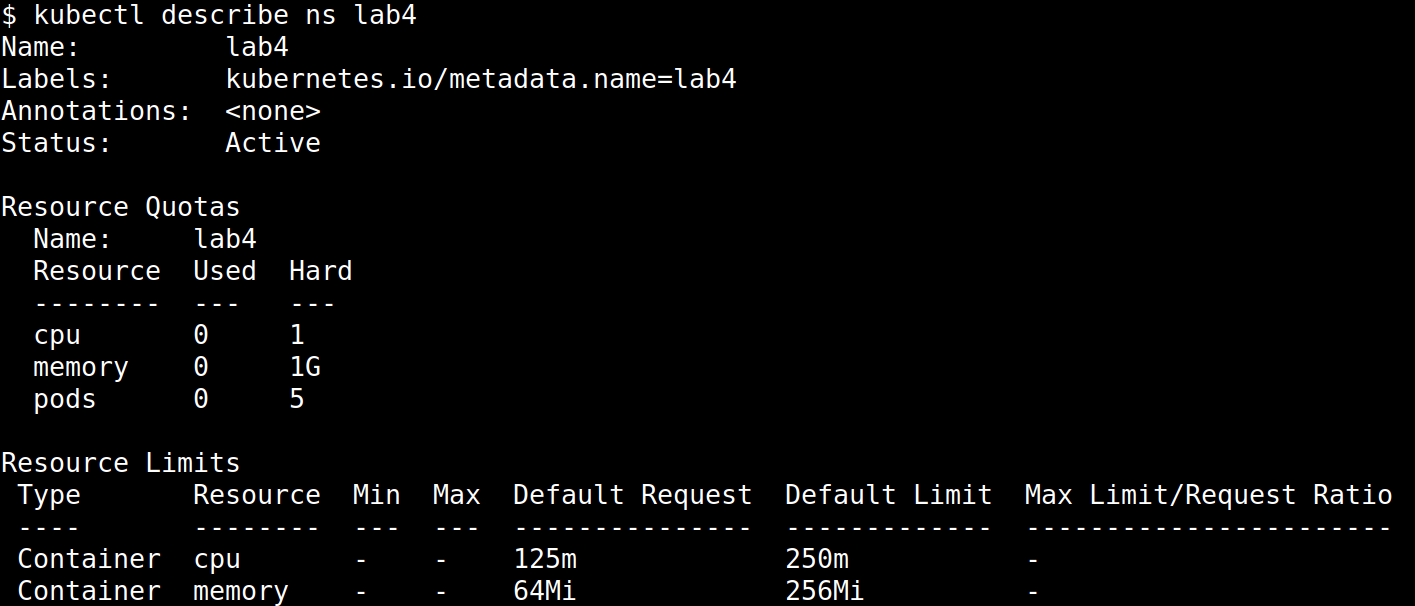 $ kubectl describe ns lab4
Name:         lab4
Labels:       kubernetes.io/metadata.name=lab4
Annotations:  <none>
Status:       Active

Resource Quotas
  Name:     lab4
  Resource  Used  Hard
  --------  ---   ---
  cpu       0     1
  memory    0     1G
  pods      0     5

Resource Limits
 Type       Resource  Min  Max  Default Request  Default Limit  Max Limit/Request Ratio
 ----       --------  ---  ---  ---------------  -------------  -----------------------
 Container  cpu       -    -    125m             250m           -
 Container  memory    -    -    64Mi             256Mi          -